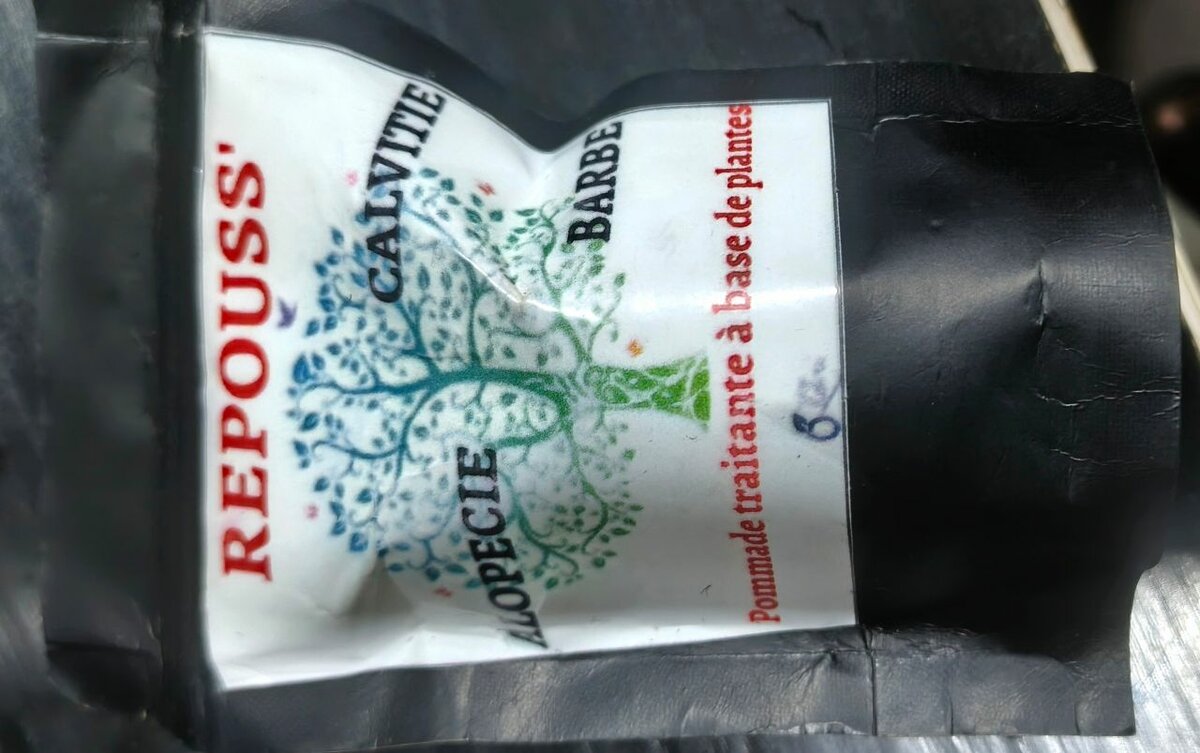 REPOUSS'
CALVITIE
ALOPECIE
BARBE
Pommade traitante à base de plantes